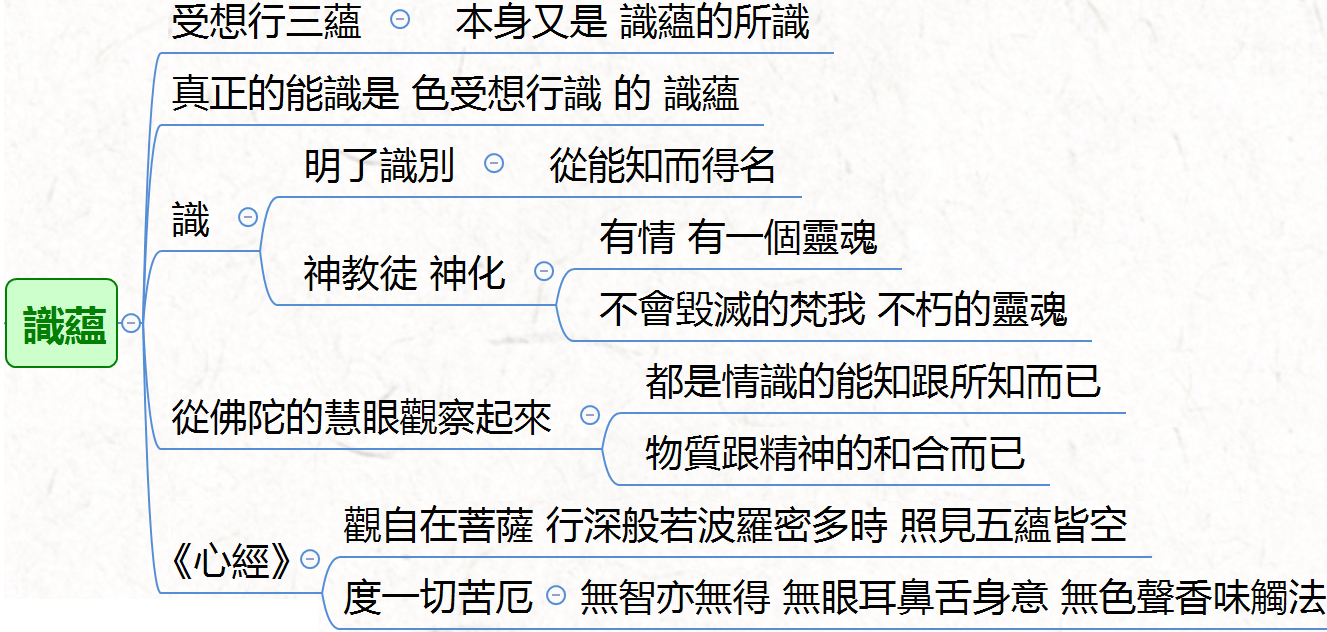 受想行三蘊 本身又是 識蘊的所識
真正的能識是 色受想行識 的 識蘊
明了識別 從能知而得名
識
有情 有一個靈魂
神教徒 神化
不會毀滅的梵我 不朽的靈魂
識蘊
都是情識的能知跟所知而已
從佛陀的慧眼觀察起來
物質跟精神的和合而已
觀自在菩薩 行深般若波羅密多時 照見五蘊皆空
《心經》
度一切苦厄 無智亦無得 無眼耳鼻舌身意 無色聲香味觸法